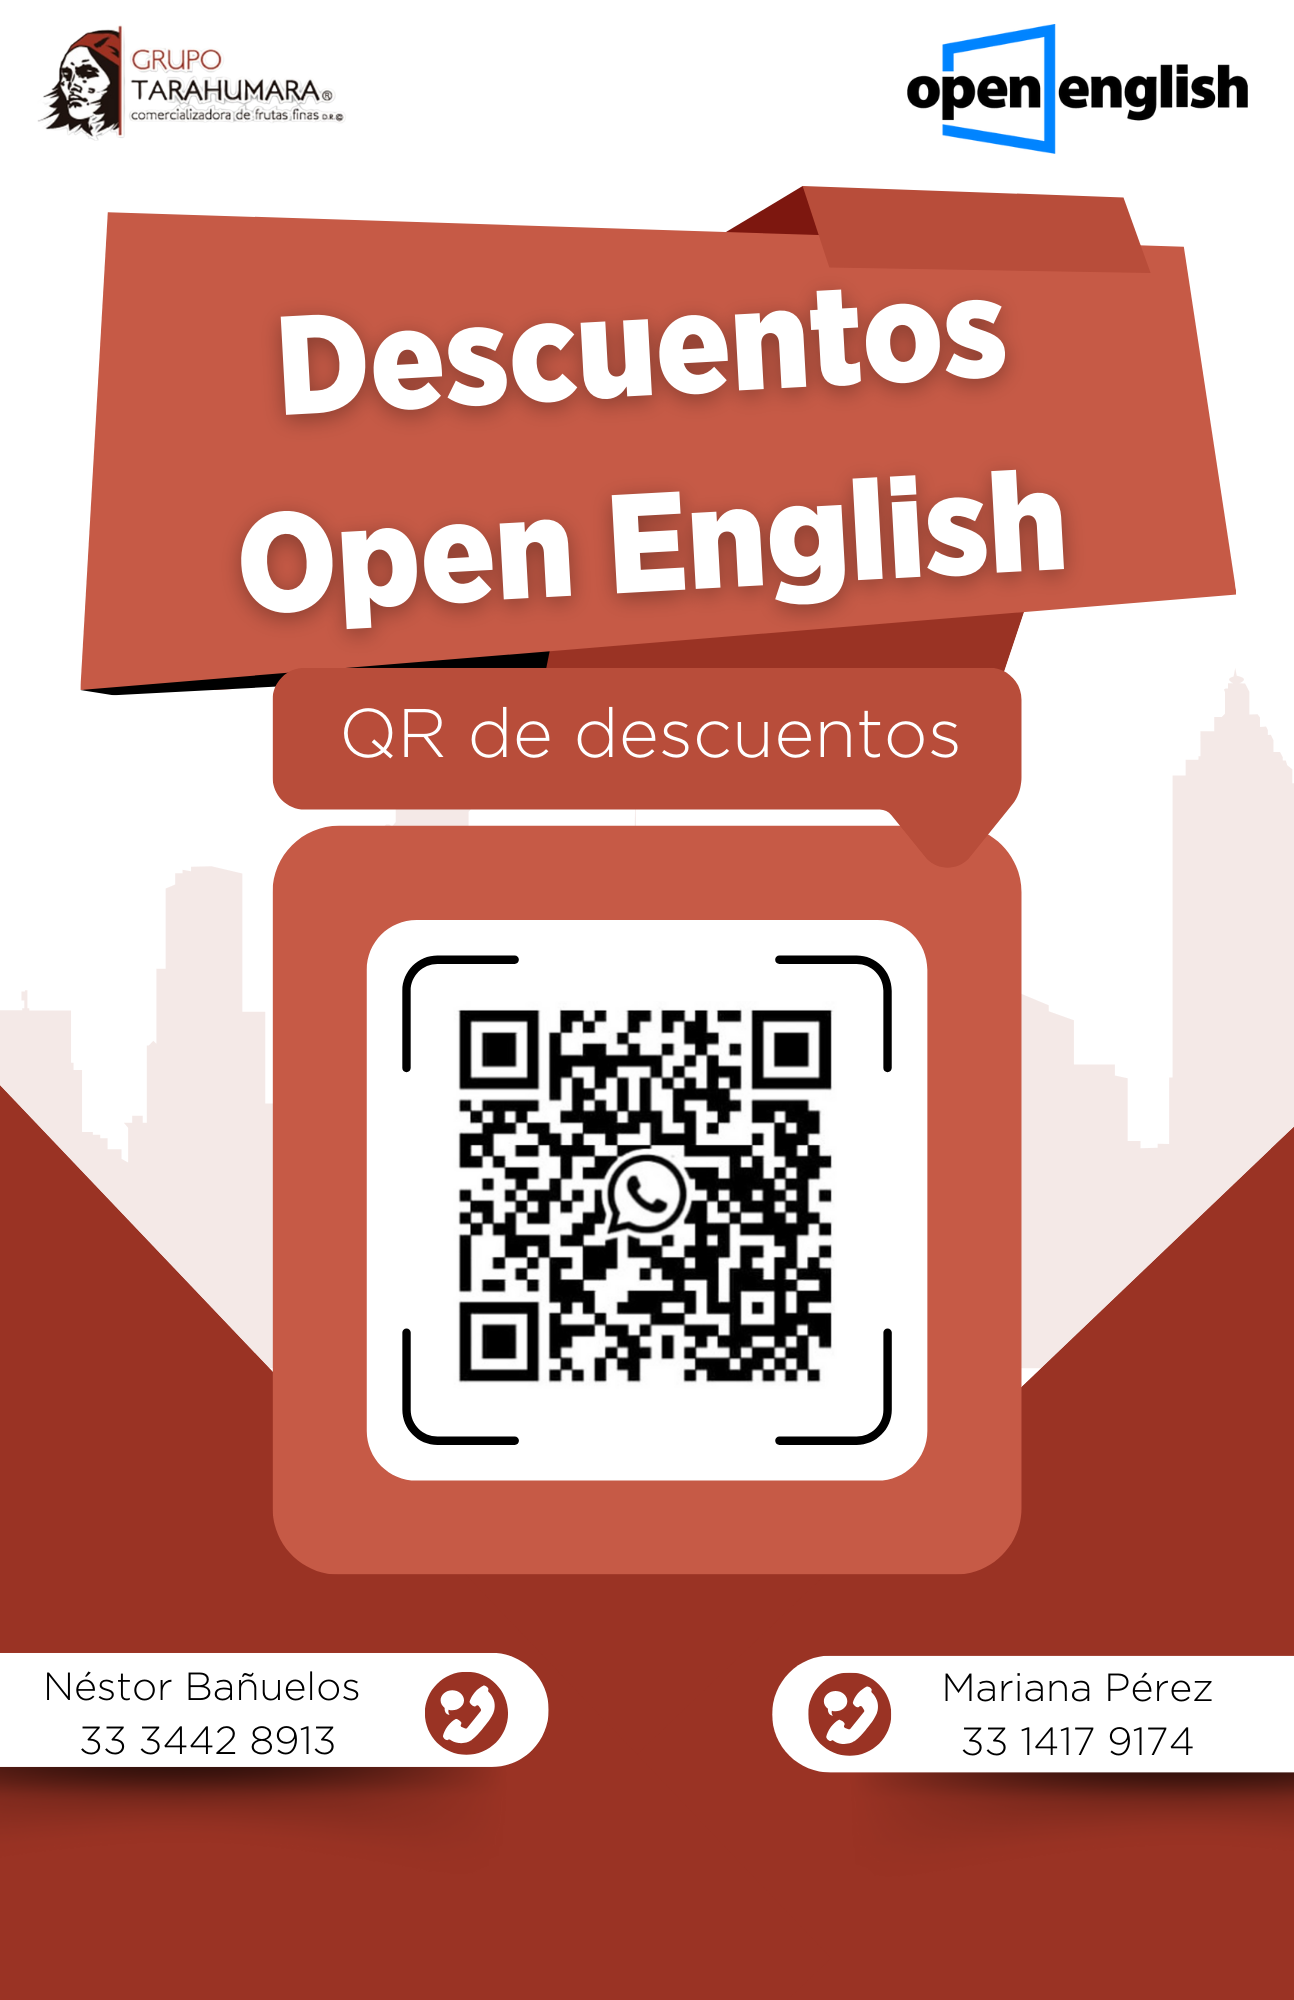 GRUPO
TARAHUMARA®
comercializadora de frutas finas D.R.©
open english
Descuentos
Open English
QR de descuentos
Néstor Bañuelos
33 3442 8913
Mariana Pérez
33 1417 9174